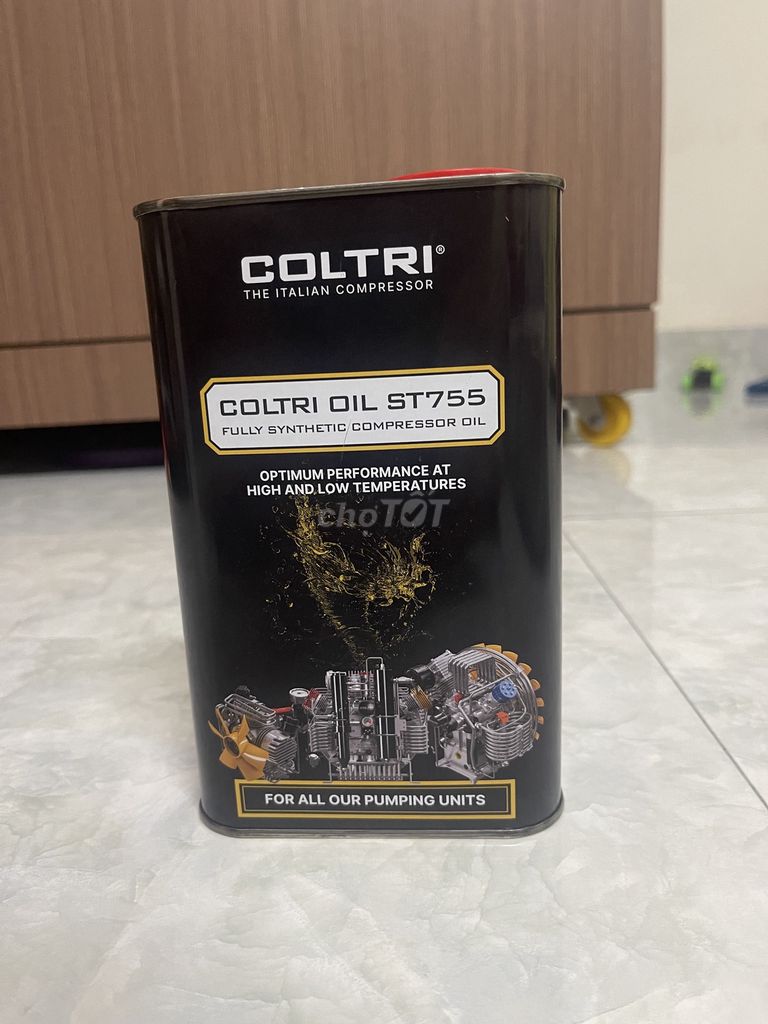 COLTRI®
THE ITALIAN COMPRESSOR
COLTRI OIL ST755
FULLY SYNTHETIC COMPRESSOR OIL
OPTIMUM PERFORMANCE AT
HIGH AND LOW TEMPERATURES
chợTỐT
FOR ALL OUR PUMPING UNITS